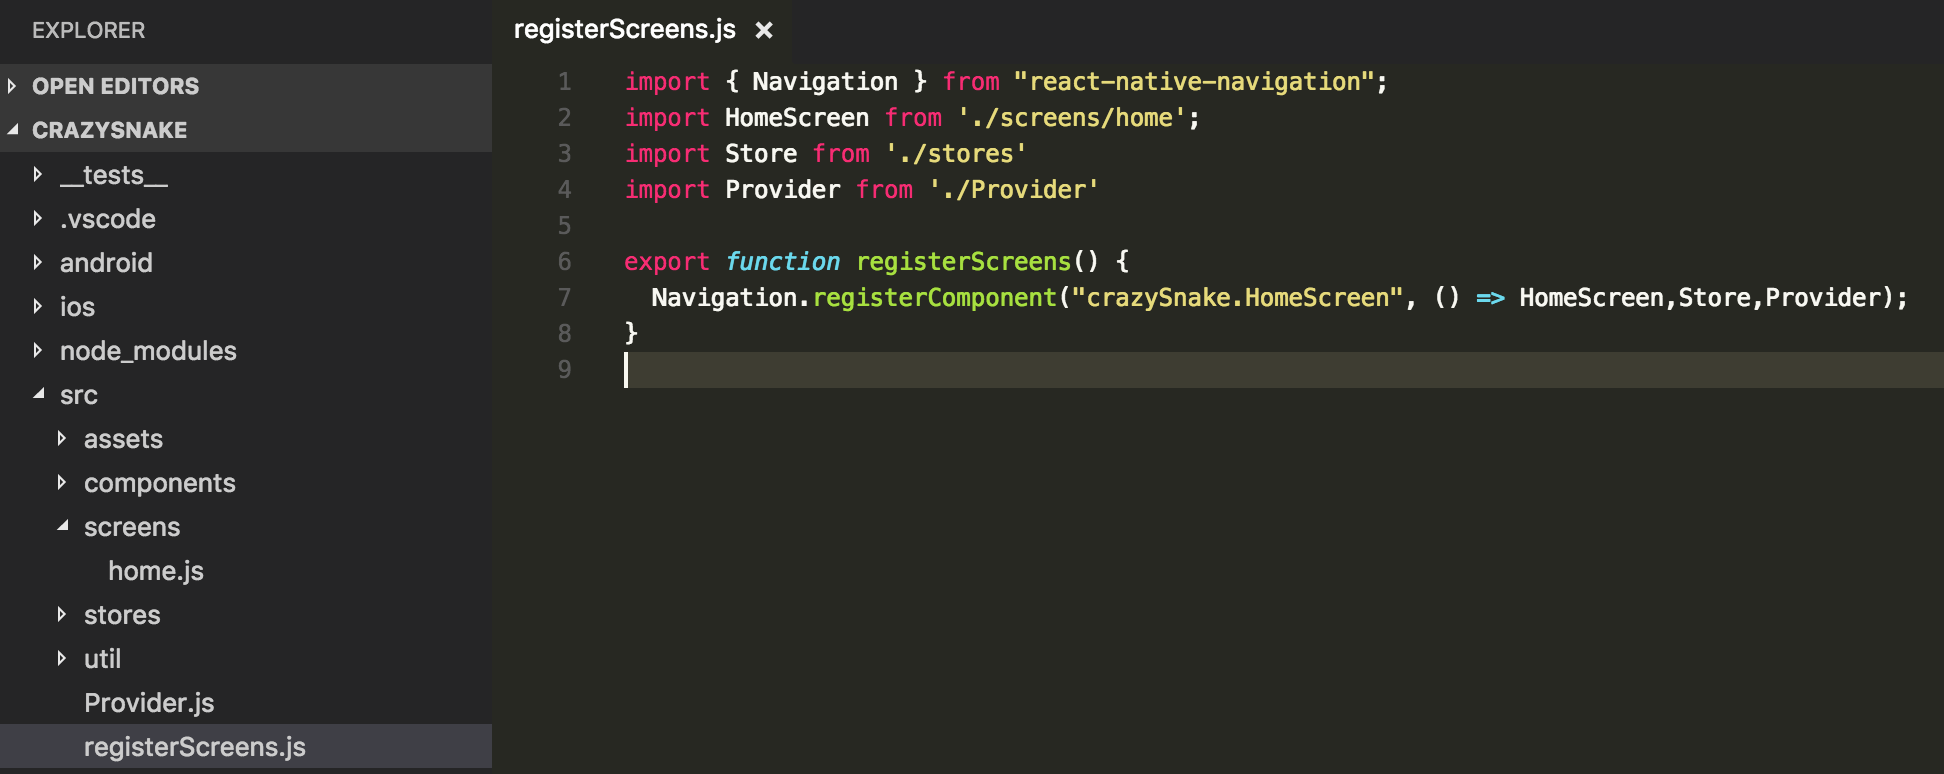 EXPLORER
OPEN EDITORS
CRAZYSNAKE
__tests__
.vscode
android
ios
node_modules
src
assets
components
screens
home.js
stores
util
Provider.js
registerScreens.js
registerScreens.js ×
1 import { Navigation } from "react-native-navigation";
2 import HomeScreen from './screens/home';
3 import Store from './stores'
4 import Provider from './Provider'
5
6 export function registerScreens() {
7   Navigation.registerComponent("crazySnake.HomeScreen", () => HomeScreen,Store,Provider);
8 }
9